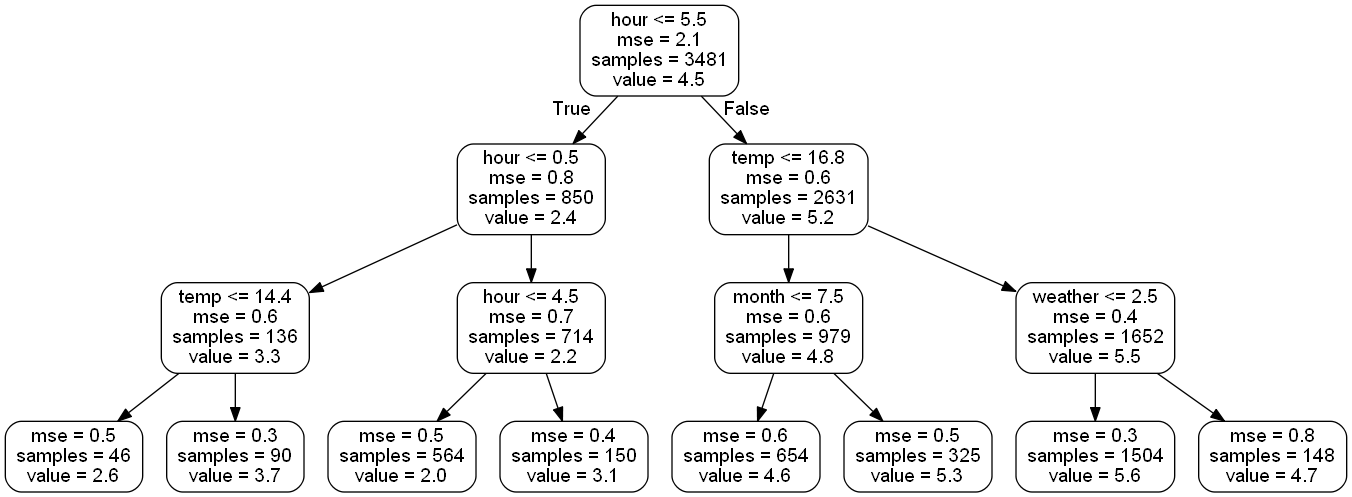 hour <= 5.5
mse = 2.1
samples = 3481
value = 4.5
True
False
hour <= 0.5
mse = 0.8
samples = 850
value = 2.4
temp <= 16.8
mse = 0.6
samples = 2631
value = 5.2
temp <= 14.4
mse = 0.6
samples = 136
value = 3.3
hour <= 4.5
mse = 0.7
samples = 714
value = 2.2
month <= 7.5
mse = 0.6
samples = 979
value = 4.8
weather <= 2.5
mse = 0.4
samples = 1652
value = 5.5
mse = 0.5
samples = 46
value = 2.6
mse = 0.3
samples = 90
value = 3.7
mse = 0.5
samples = 564
value = 2.0
mse = 0.4
samples = 150
value = 3.1
mse = 0.6
samples = 654
value = 4.6
mse = 0.5
samples = 325
value = 5.3
mse = 0.3
samples = 1504
value = 5.6
mse = 0.8
samples = 148
value = 4.7